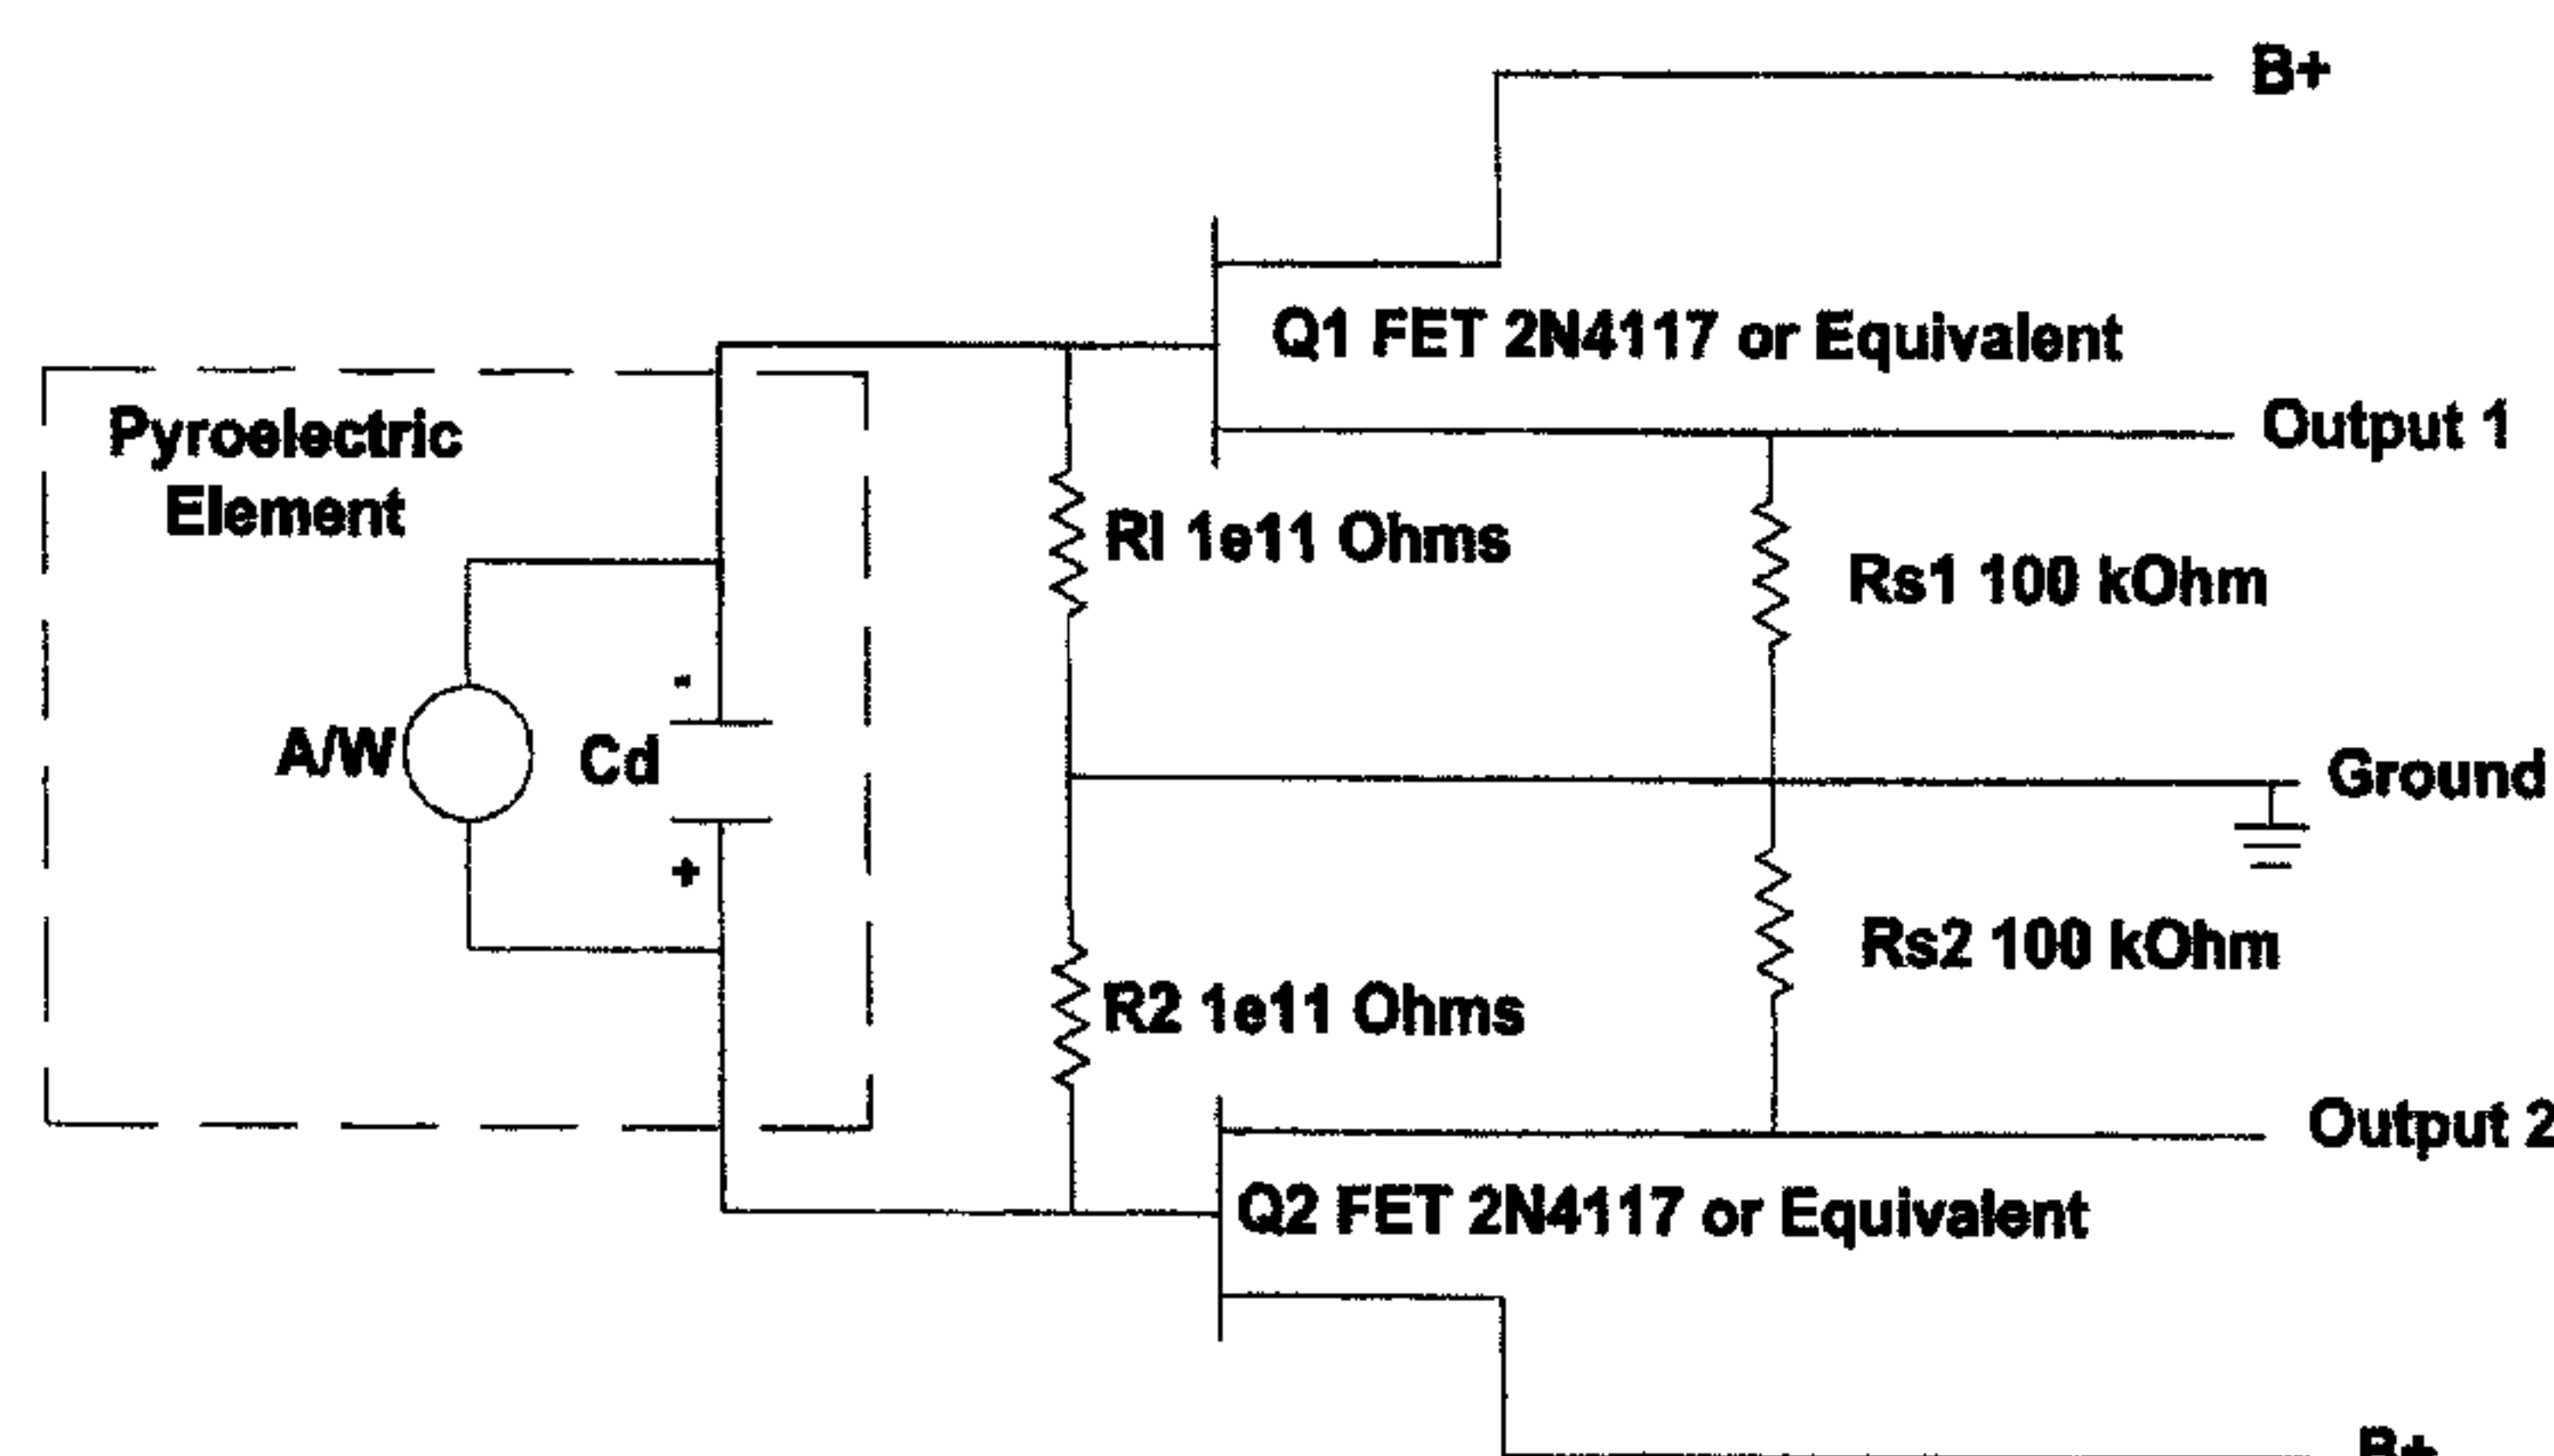 B+
Q1 FET 2N4117 or Equivalent
Output 1
Pyroelectric
Element
Rl 1e11 Ohms
Rs1 100 kOhm
-
A/W
Cd
Ground
+
Rs2 100 kOhm
R2 1e11 Ohms
Output 2
Q2 FET 2N4117 or Equivalent
B+